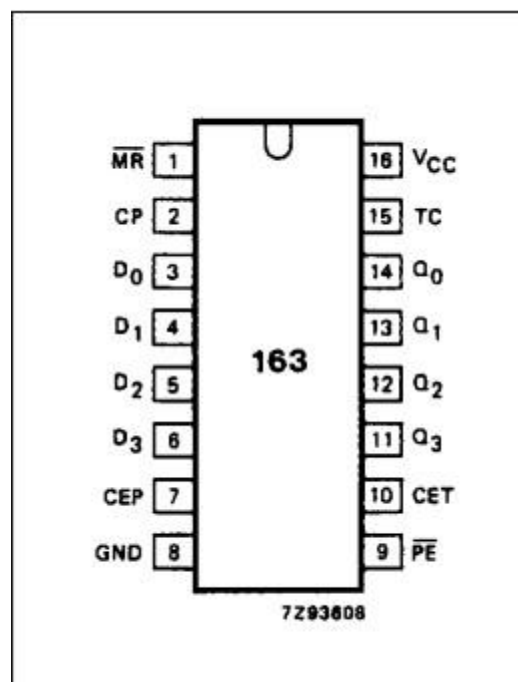 MR 1 16 VCC
CP 2 15 TC
D0 3 14 Q0
D1 4 13 Q1
D2 5 12 Q2
163
D3 6 11 Q3
CEP 7 10 CET
GND 8 9 PE
7Z93608